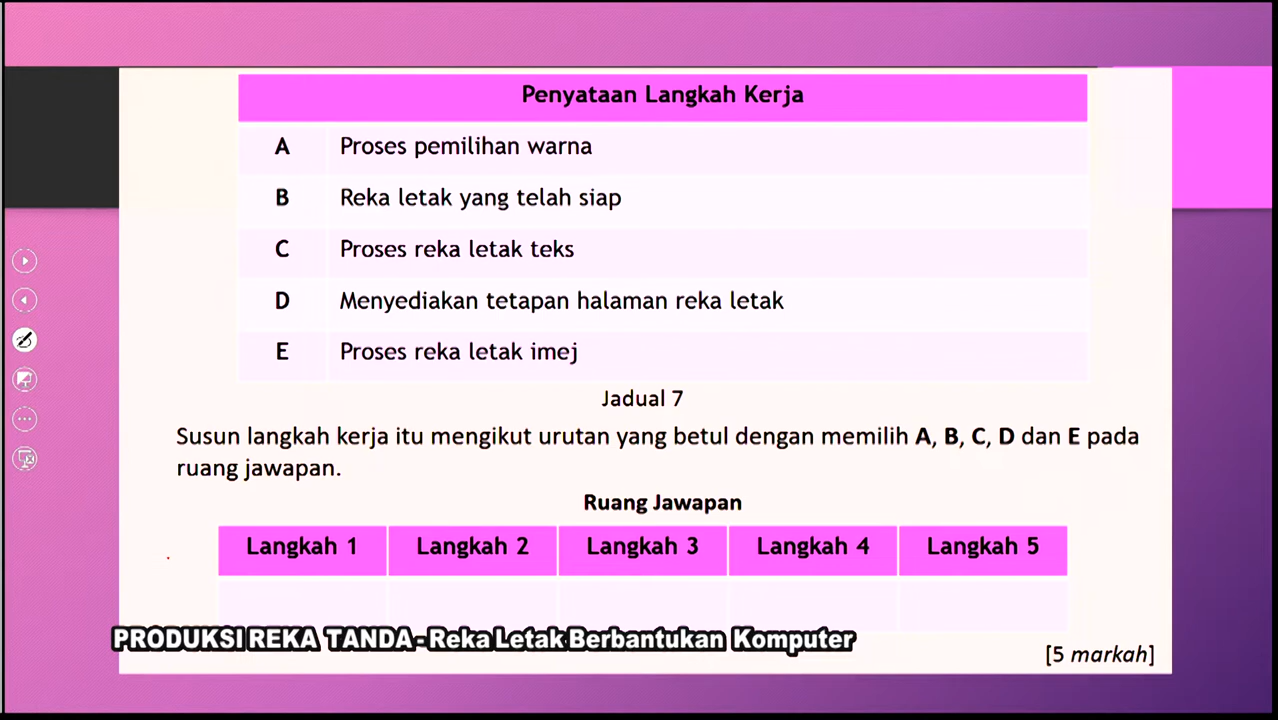 Penyataan Langkah Kerja
A Proses pemilihan warna
B Reka letak yang telah siap
C Proses reka letak teks
D Menyediakan tetapan halaman reka letak
E Proses reka letak imej
Jadual 7
Susun langkah kerja itu mengikut urutan yang betul dengan memilih A, B, C, D dan E pada
ruang jawapan.
Ruang Jawapan
Langkah 1 Langkah 2 Langkah 3 Langkah 4 Langkah 5
PRODUKSI REKA TANDA - Reka Letak Berbantukan Komputer
[5 markah]